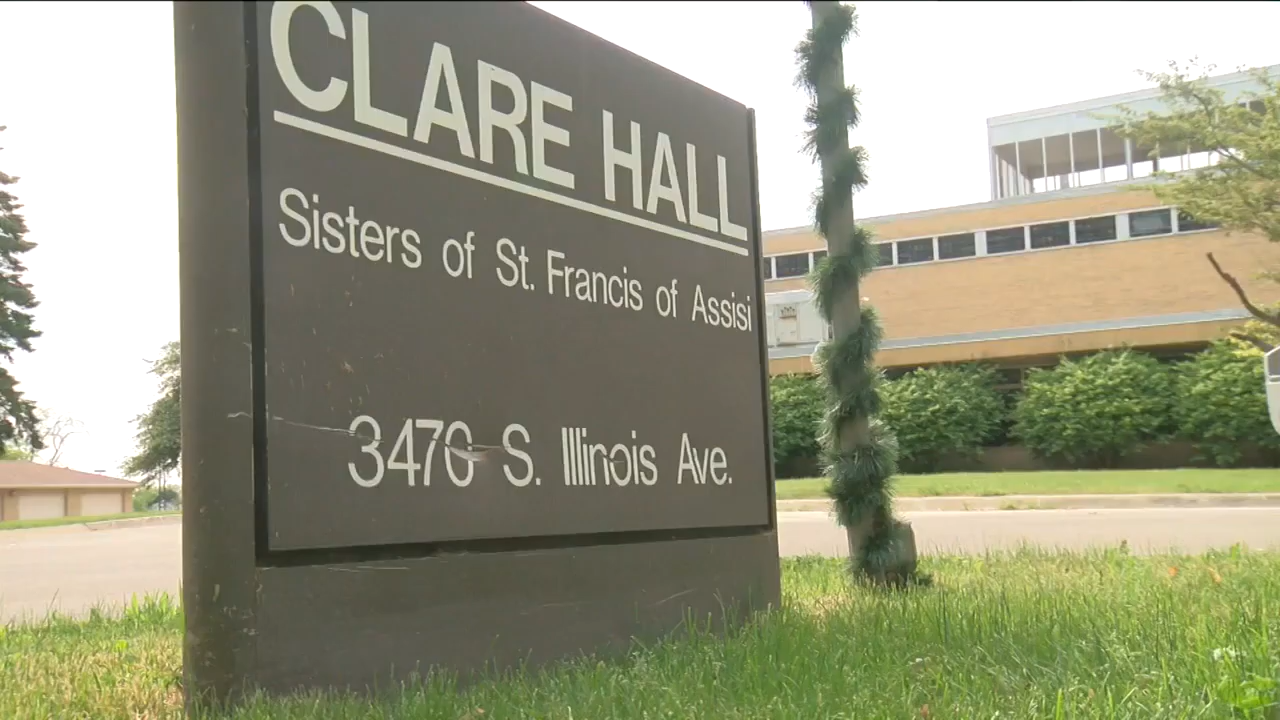 CLARE HALL
Sisters of St. Francis of Assisi
3470 S. Illinois Ave.